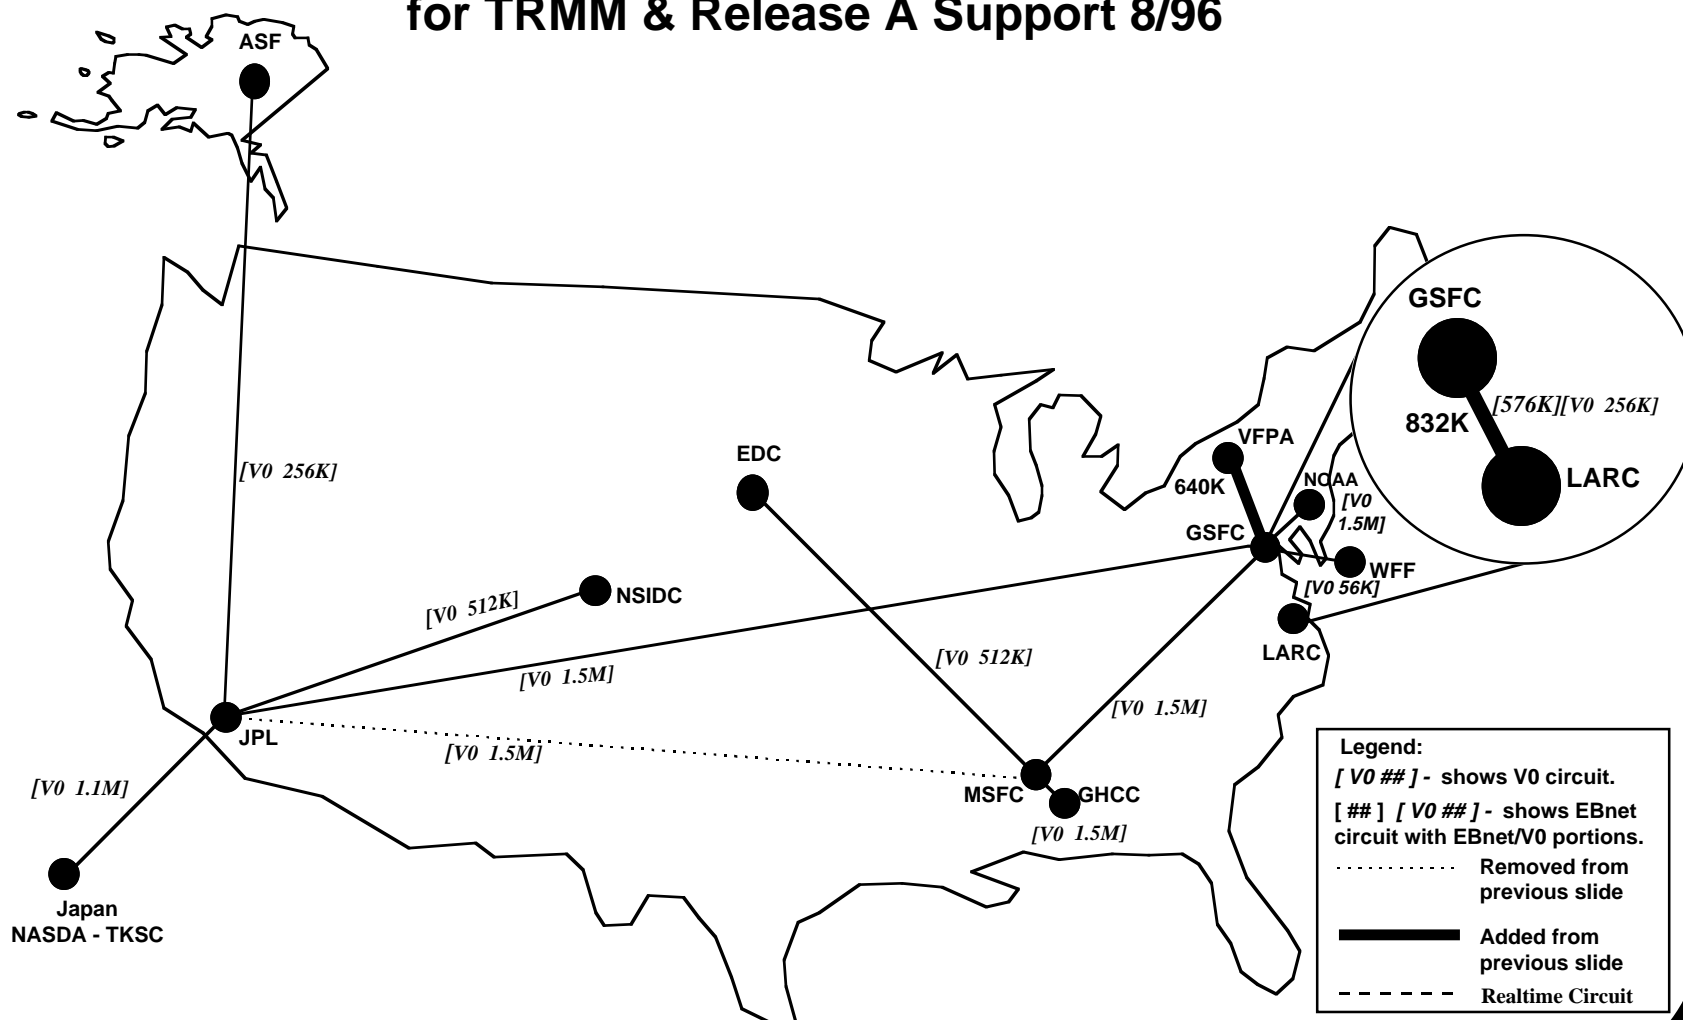 for TRMM & Release A Support 8/96
ASF
GSFC
[576K][V0 256K]
832K
LARC
VFPA
640K
NOAA
[V0
1.5M]
EDC
[V0 256K]
GSFC
WFF
[V0 56K]
NSIDC
[V0 512K]
LARC
[V0 512K]
[V0 1.5M]
[V0 1.5M]
JPL
[V0 1.5M]
[V0 1.1M]
MSFC
GHCC
[V0 1.5M]
Japan
NASDA - TKSC
Legend:
[ V0 ## ] - shows V0 circuit.
[ ## ] [ V0 ## ] - shows EBnet
circuit with EBnet/V0 portions.
Removed from
previous slide
Added from
previous slide
Realtime Circuit